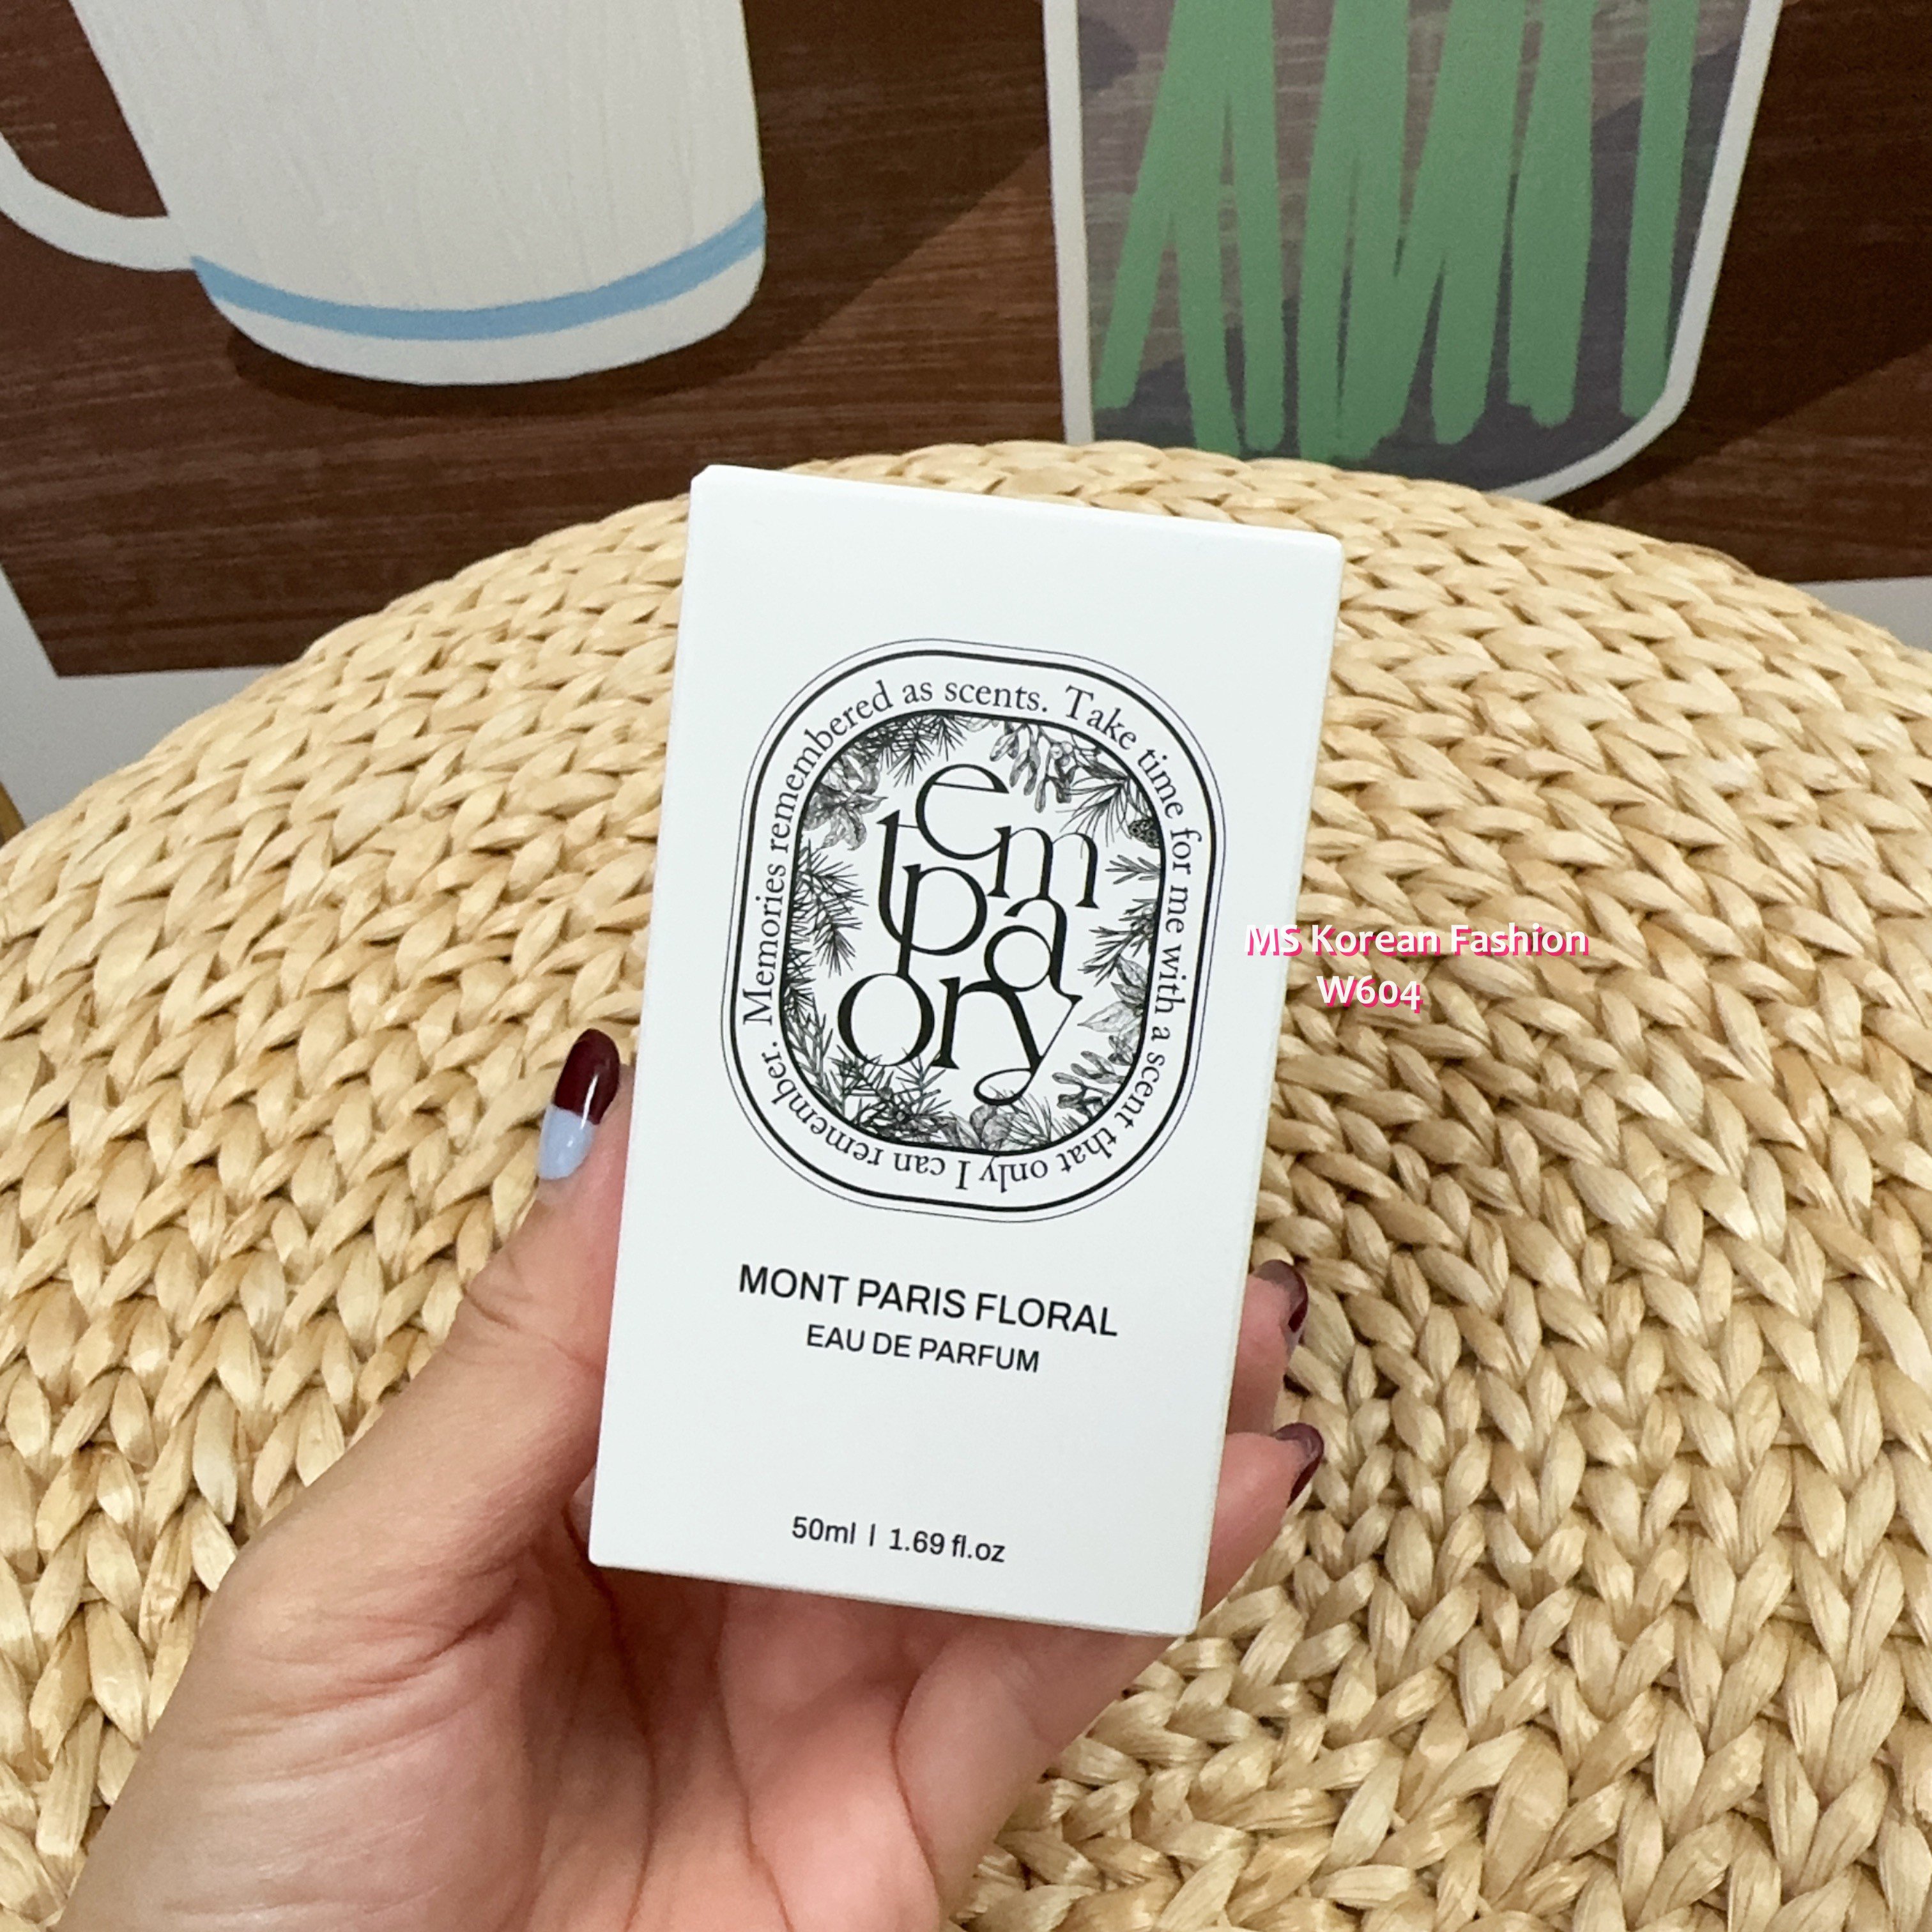 Memories remembered as scents. Take time for me with a scent that only I can remember.
tempaory
MONT PARIS FLORAL
EAU DE PARFUM
50ml | 1.69 fl.oz
MS Korean Fashion
W604